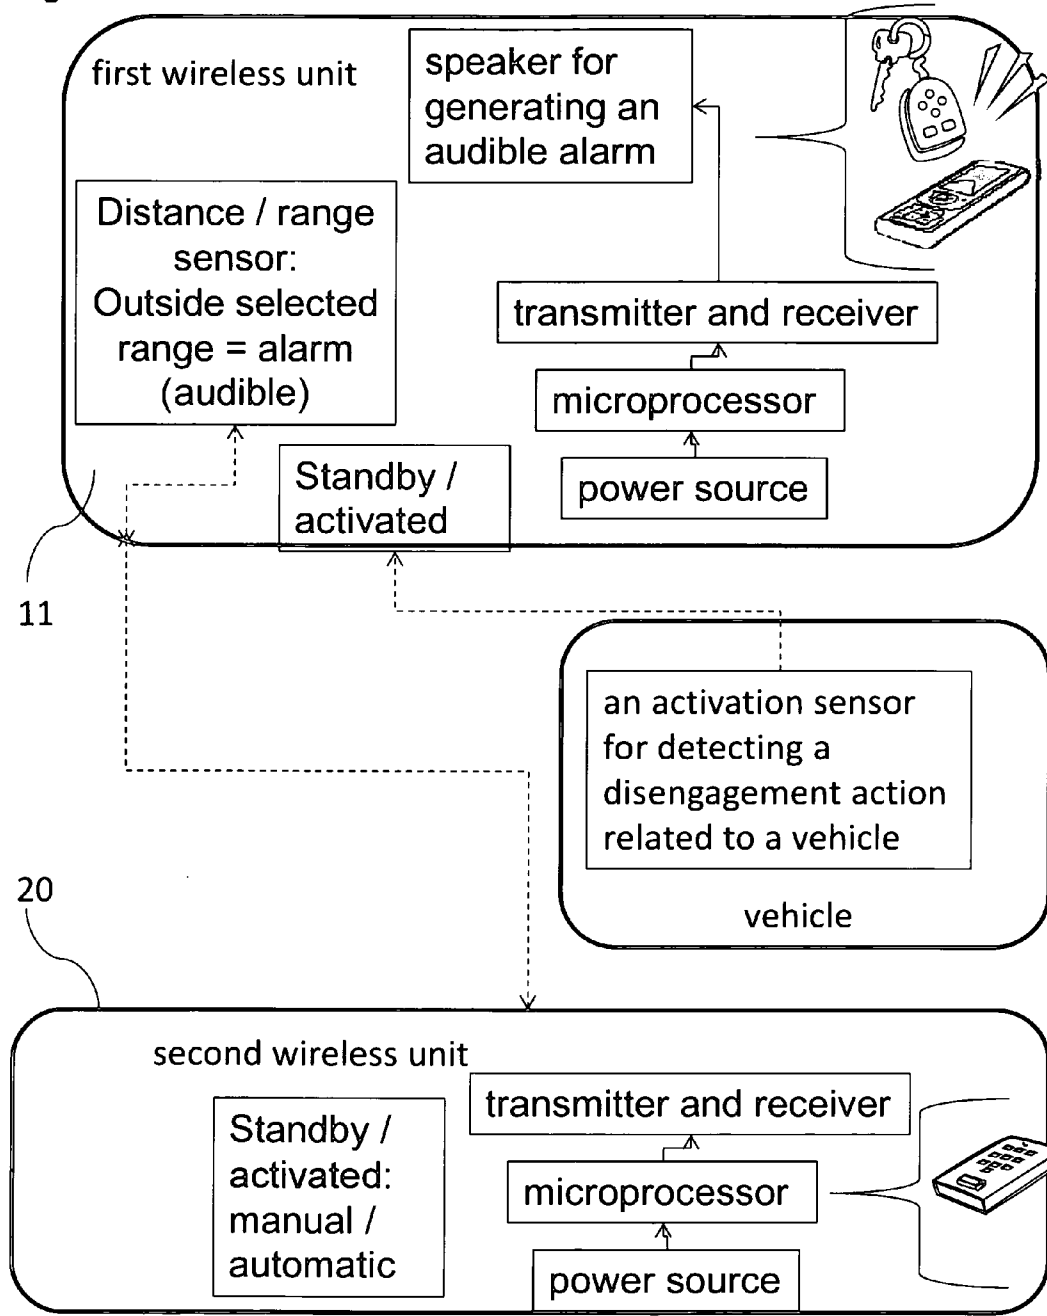 first wireless unit
speaker for
generating an
audible alarm
Distance / range
sensor:
Outside selected
range = alarm
(audible)
transmitter and receiver
microprocessor
power source
Standby /
activated
11
an activation sensor
for detecting a
disengagement action
related to a vehicle
vehicle
20
second wireless unit
transmitter and receiver
Standby /
activated:
manual /
automatic
microprocessor
power source